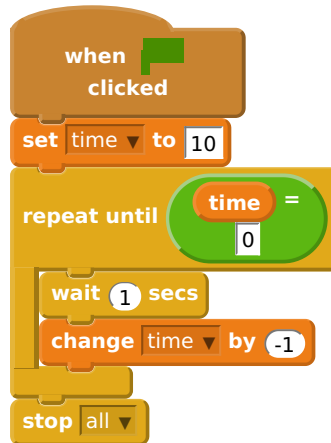 when
clicked
set time ▼ to 10
repeat until time =
0
wait 1 secs
change time ▼ by -1
stop all ▼